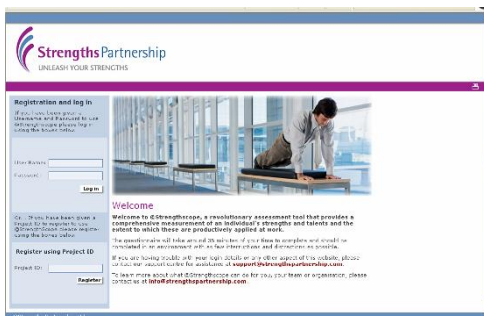 Strengths Partnership
UNLEASH YOUR STRENGTHS
Registration and log in
If you have been given a
Username and Password to use
@Strengthscope please log in
using the boxes below
User Name:
Password:
Log in
Or... If you have been given a
Project ID to register to use
@Strengthscope please register
using the boxes below
Register using Project ID
Project ID:
Register
Welcome
Welcome to @Strengthscope, a revolutionary assessment tool that provides a
comprehensive measurement of an individual's strengths and talents and the
extent to which these are productively applied at work.
The questionnaire will take around 35 minutes of your time to complete and should be
completed in an environment with as few interruptions and distractions as possible.
If you are having trouble with your login details or any other aspect of this website, please
contact our support centre for assistance at support@strengthspartnership.com.
To learn more about what @Strengthscope can do for you, your team or organisation, please
contact us at info@strengthspartnership.com.